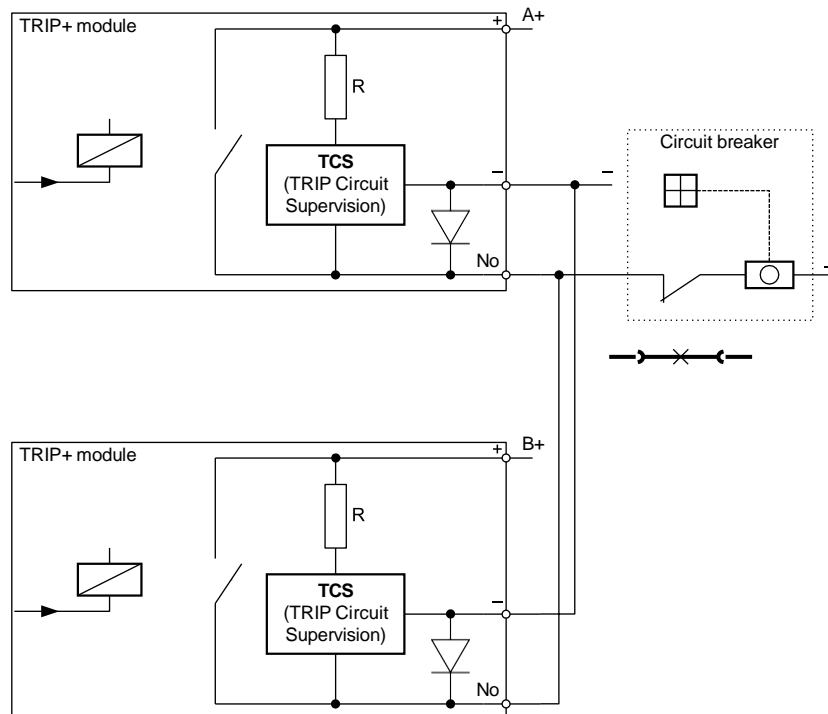 TRIP+ module
+
A+
R
TCS
(TRIP Circuit
Supervision)
–
–
No
Circuit breaker
–
TRIP+ module
+
B+
R
TCS
(TRIP Circuit
Supervision)
–
No